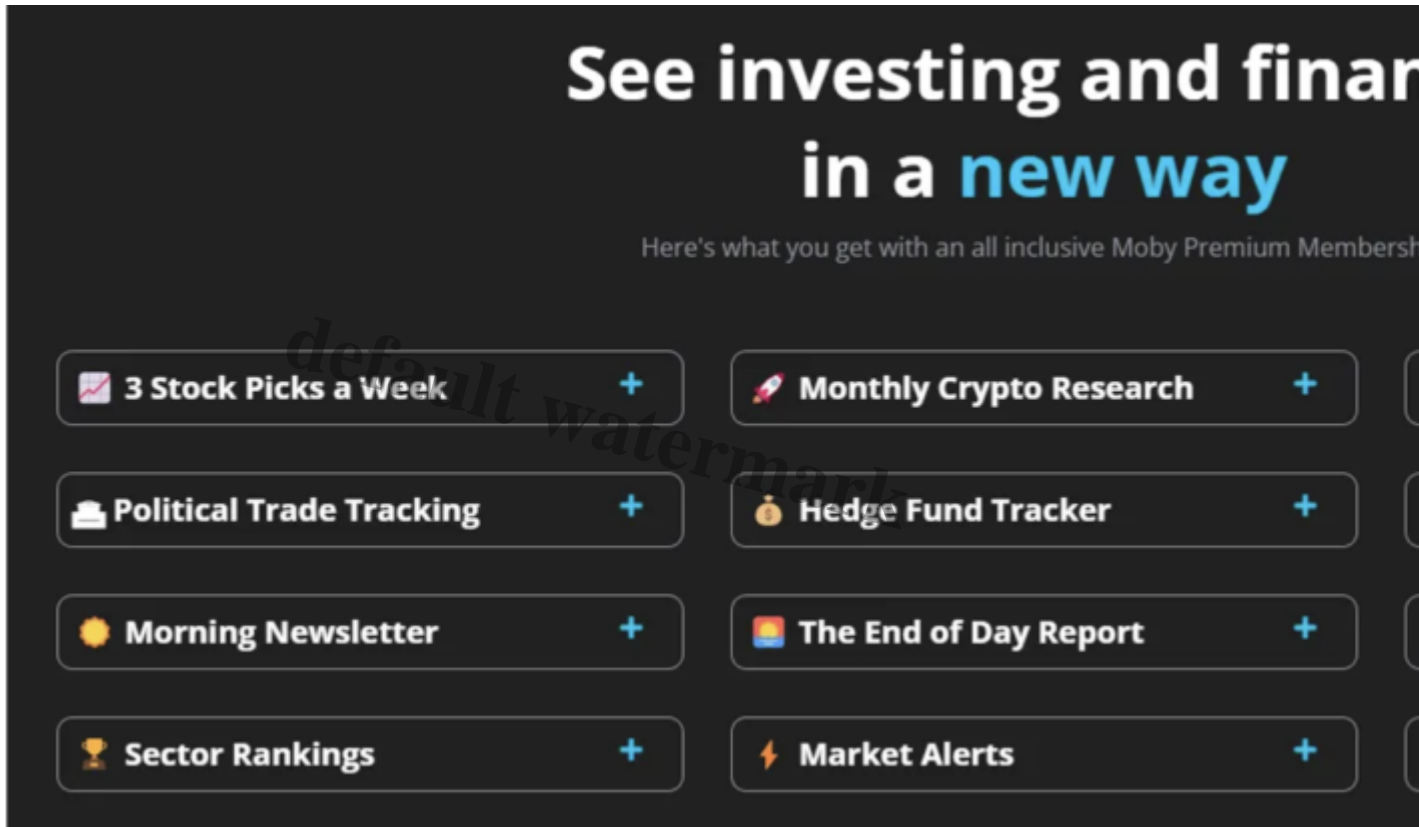 See investing and finan
in a new way
Here's what you get with an all inclusive Moby Premium Membersh
3 Stock Picks a Week
+
Monthly Crypto Research
+
Political Trade Tracking
+
Hedge Fund Tracker
+
Morning Newsletter
+
The End of Day Report
+
Sector Rankings
+
Market Alerts
+
default watermark